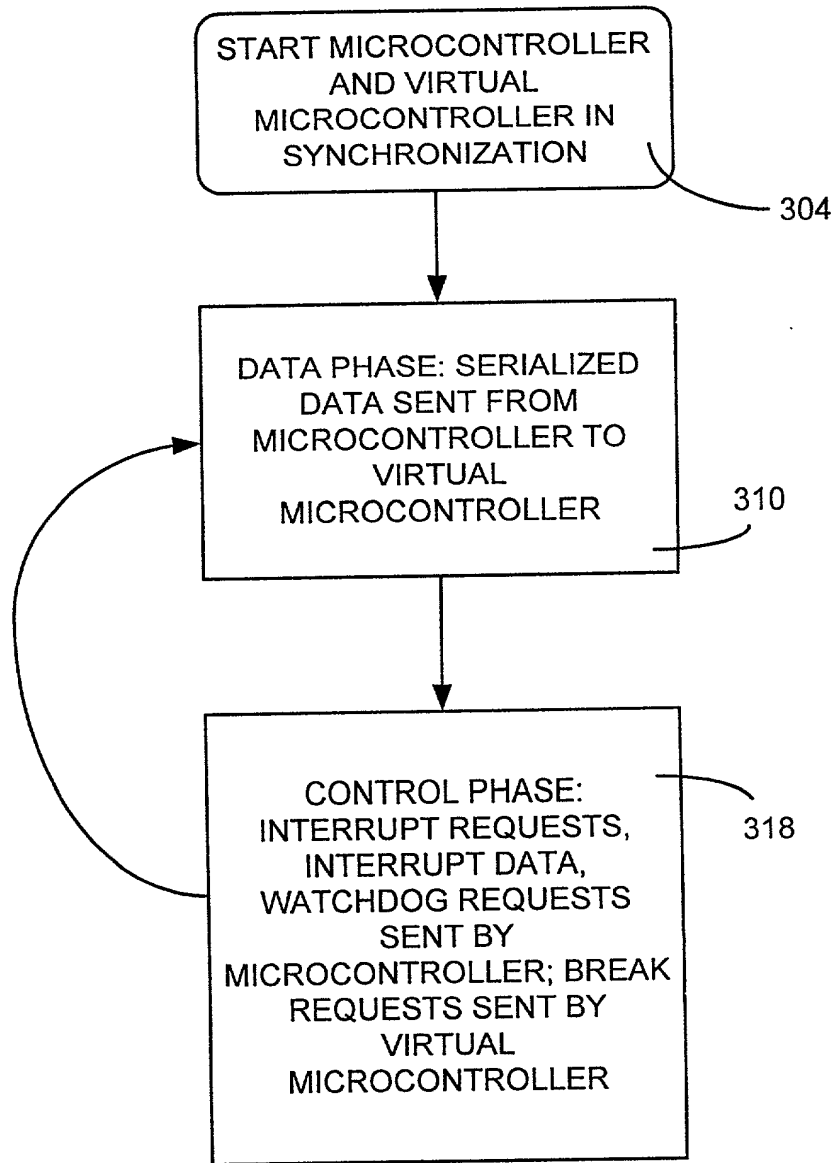 START MICROCONTROLLER
AND VIRTUAL
MICROCONTROLLER IN
SYNCHRONIZATION
304
DATA PHASE: SERIALIZED
DATA SENT FROM
MICROCONTROLLER TO
VIRTUAL
MICROCONTROLLER
310
CONTROL PHASE:
INTERRUPT REQUESTS,
INTERRUPT DATA,
WATCHDOG REQUESTS
SENT BY
MICROCONTROLLER; BREAK
REQUESTS SENT BY
VIRTUAL
MICROCONTROLLER
318